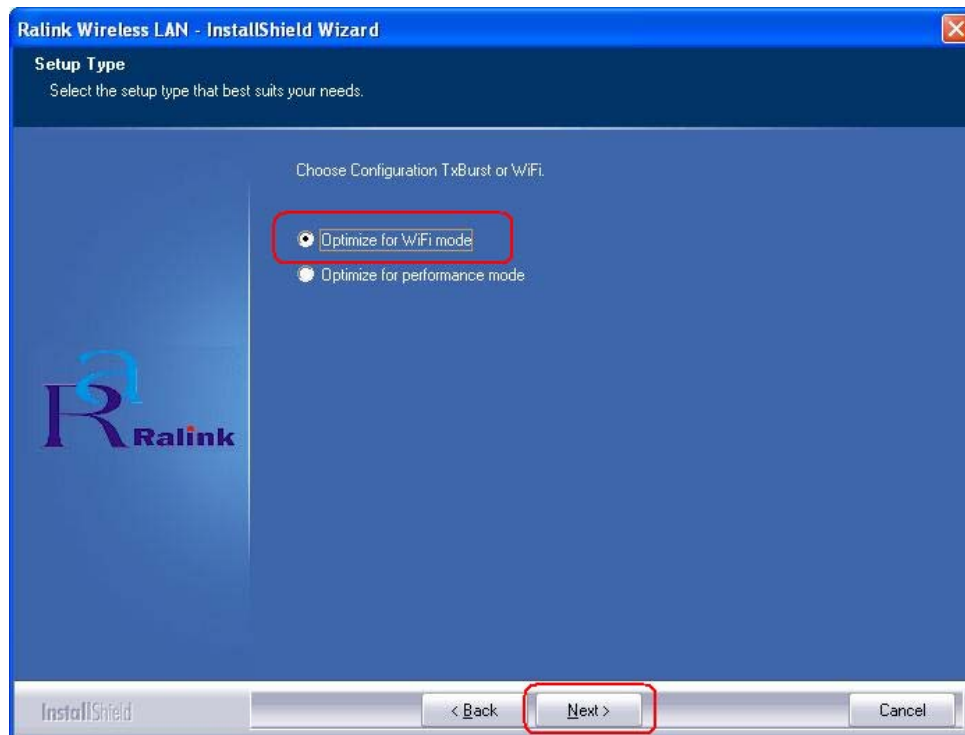 Ralink Wireless LAN - InstallShield Wizard
Setup Type
Select the setup type that best suits your needs.
Choose Configuration TxBurst or WiFi.
Optimize for WiFi mode
Optimize for performance mode
Ra
Ralink
InstallShield
< Back
Next >
Cancel